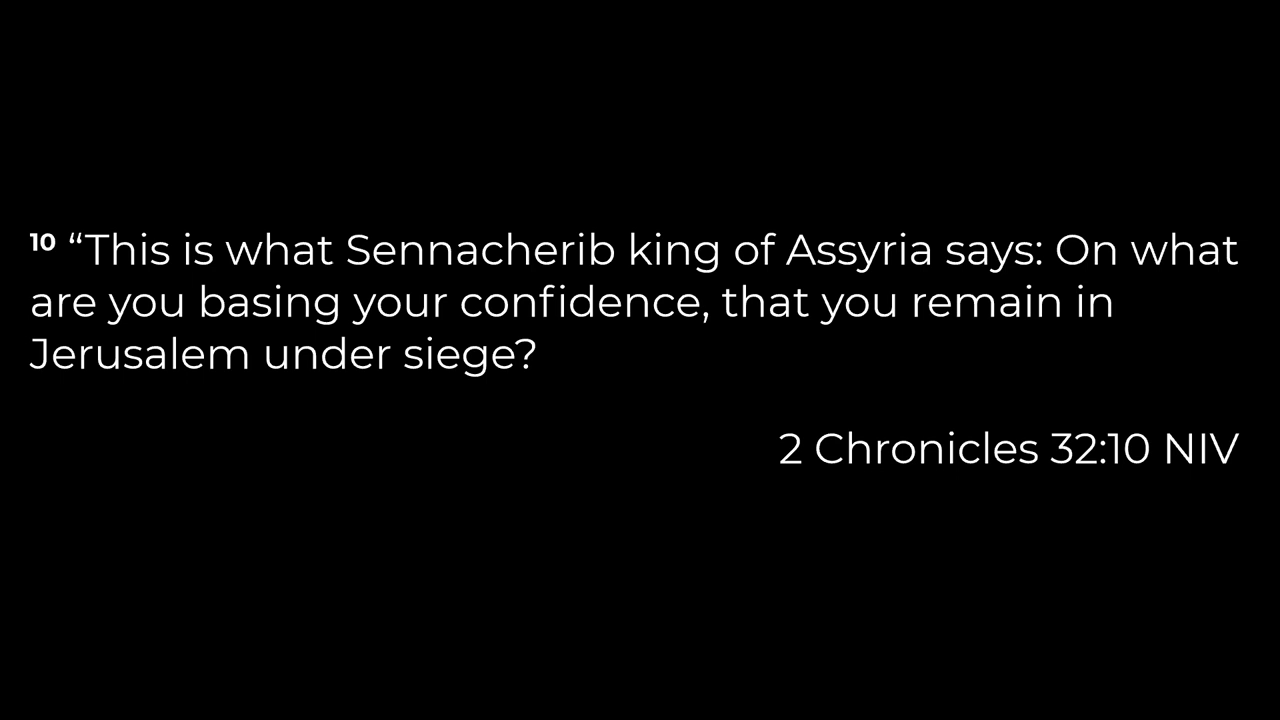 10 “This is what Sennacherib king of Assyria says: On what
are you basing your confidence, that you remain in
Jerusalem under siege?
2 Chronicles 32:10 NIV